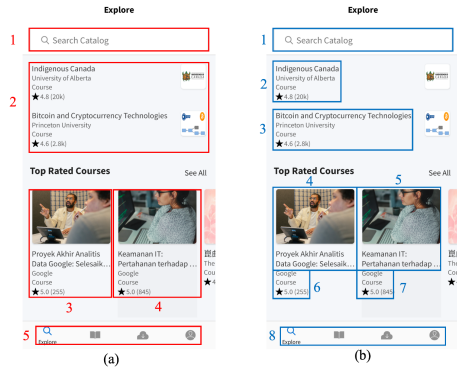 Explore
1
Search Catalog
2
Indigenous Canada
University of Alberta
Course
★4.8 (20k)
Bitcoin and Cryptocurrency Technologies
Princeton University
Course
★4.6 (2.8k)
Top Rated Courses
See All
Proyek Akhir Analitis
Data Google: Selesaik...
Google
Course
★5.0 (255)
Keamanan IT:
Pertahanan terhadap ...
Google
Course
★5.0 (845)
3
4
5
Explore
(a)
Explore
1
Search Catalog
2
Indigenous Canada
University of Alberta
Course
★4.8 (20k)
3
Bitcoin and Cryptocurrency Technologies
Princeton University
Course
★4.6 (2.8k)
Top Rated Courses
See All
4
5
Proyek Akhir Analitis
Data Google: Selesaik...
Google
Course
★5.0 (255)
6
Keamanan IT:
Pertahanan terhadap ...
Google
Course
★5.0 (845)
7
8
Explore
(b)